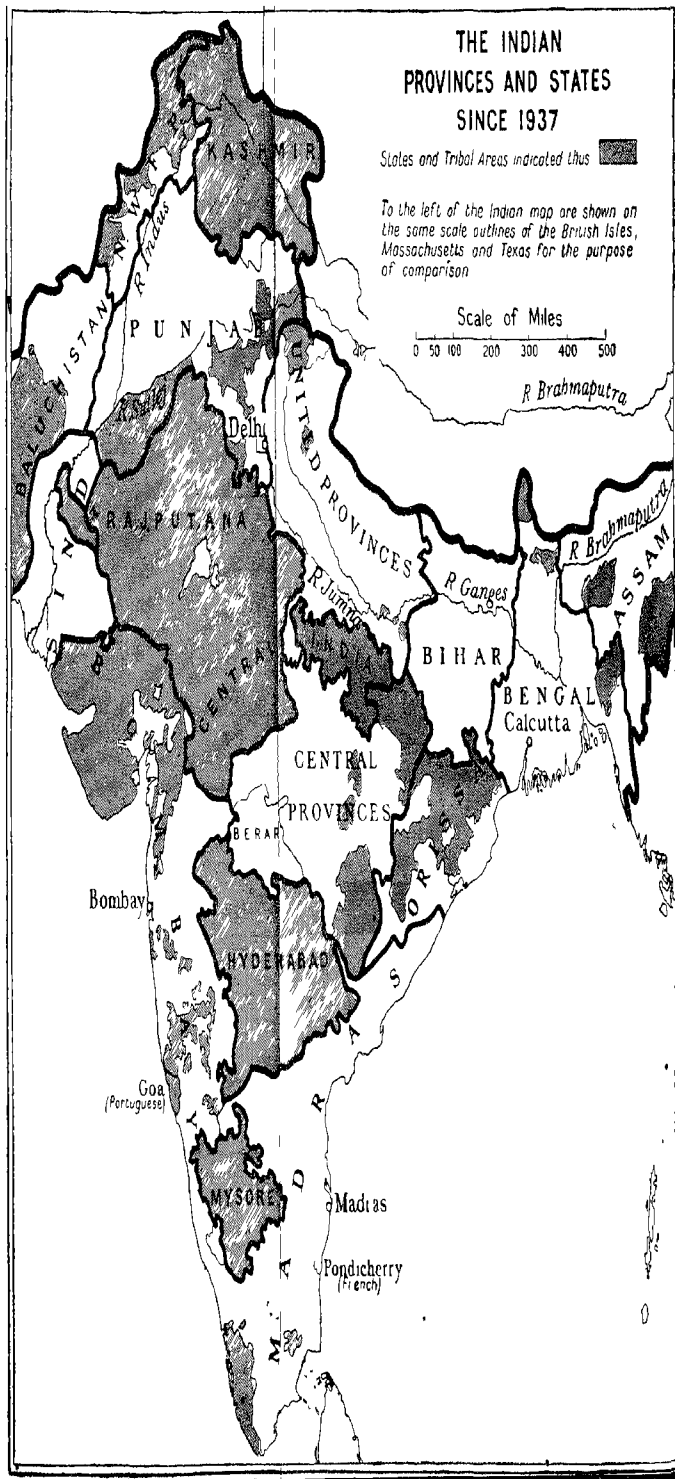 THE INDIAN
PROVINCES AND STATES
SINCE 1937
States and Tribal Areas indicated thus
To the left of the Indian map are shown on
the same scale outlines of the British Isles,
Massachusetts and Texas for the purpose
of comparison
Scale of Miles
0 50 100 200 300 400 500
KASHMIR
N. W. F. P.
R Indus
PUNJAB
BALUCHISTAN
R Sutlej
Delhi
UNITED PROVINCES
R Brahmaputra
R Brahmaputra
SIND
RAJPUTANA
R Jumna
R Ganges
ASSAM
CENTRAL INDIA
BIHAR
BENGAL
Calcutta
CENTRAL
PROVINCES
BERAR
ORISSA
Bombay
BOMBAY
HYDERABAD
Goa
(Portuguese)
MADRAS
MYSORE
Madras
Pondicherry
(French)